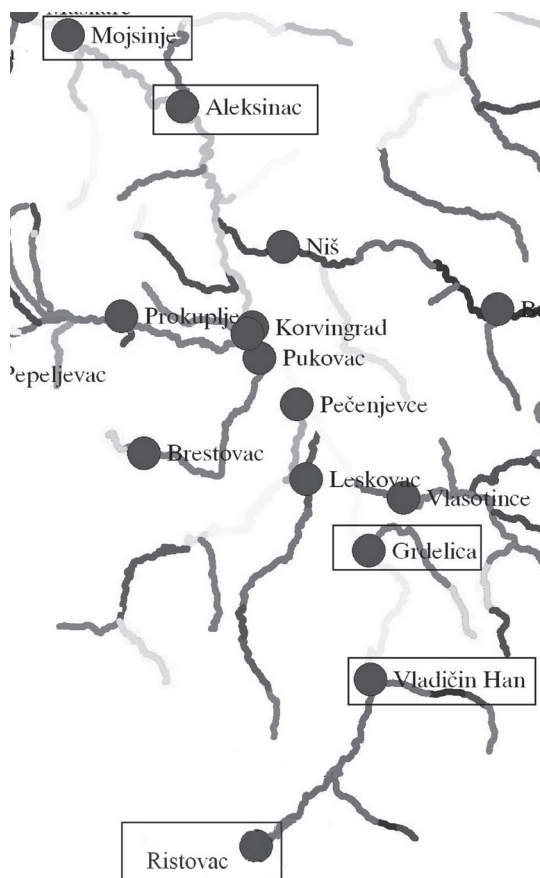 Mojsinje
Aleksinac
Niš
Prokuplje
Korvingrad
Pukovac
Pepeljevac
Pečenjevce
Brestovac
Leskovac
Vlasotince
Grdelica
Vladičin Han
Ristovac